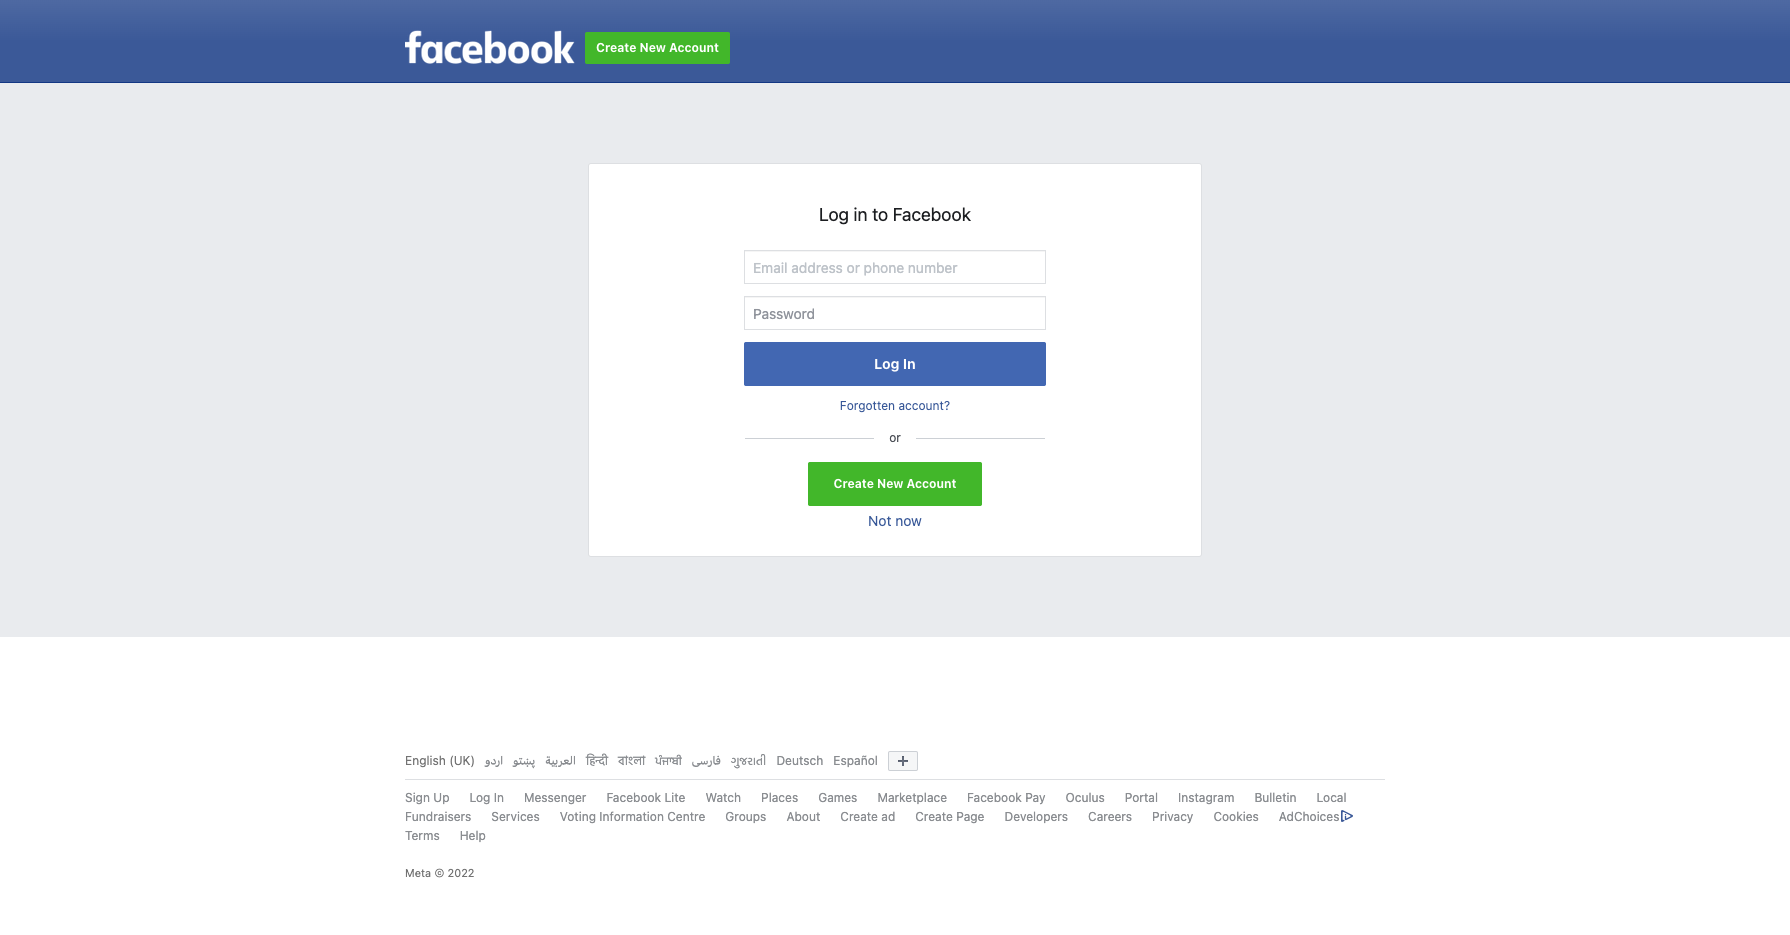 facebook Create New Account
Log in to Facebook
Email address or phone number
Password
Log In
Forgotten account?
or
Create New Account
Not now
English (UK) اردو پښتو العربية हिन्दी বাংলা ਪੰਜਾਬੀ فارسی ગુજરાતી Deutsch Español +
Sign Up Log In Messenger Facebook Lite Watch Places Games Marketplace Facebook Pay Oculus Portal Instagram Bulletin Local
Fundraisers Services Voting Information Centre Groups About Create ad Create Page Developers Careers Privacy Cookies AdChoices
Terms Help
Meta © 2022